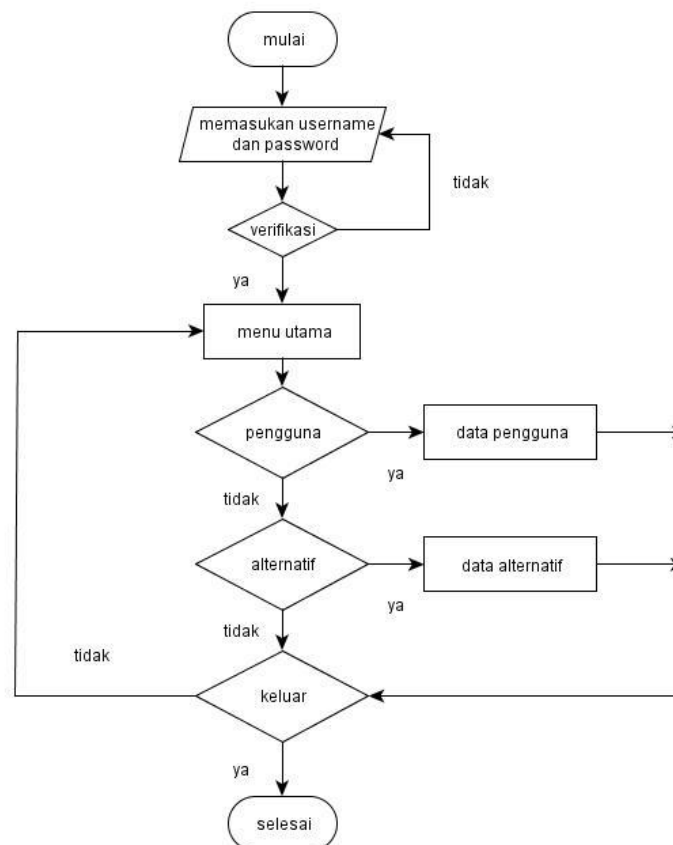 mulai
memasukan username
dan password
tidak
verifikasi
ya
menu utama
pengguna
data pengguna
ya
tidak
alternatif
data alternatif
ya
tidak
tidak
keluar
ya
selesai